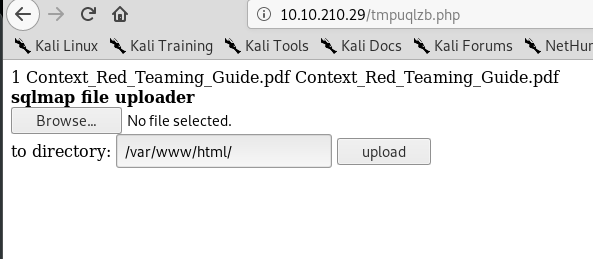 10.10.210.29/tmpuqlzb.php
Kali Linux Kali Training Kali Tools Kali Docs Kali Forums NetHun
1 Context_Red_Teaming_Guide.pdf Context_Red_Teaming_Guide.pdf
sqlmap file uploader
Browse... No file selected.
to directory: /var/www/html/ upload